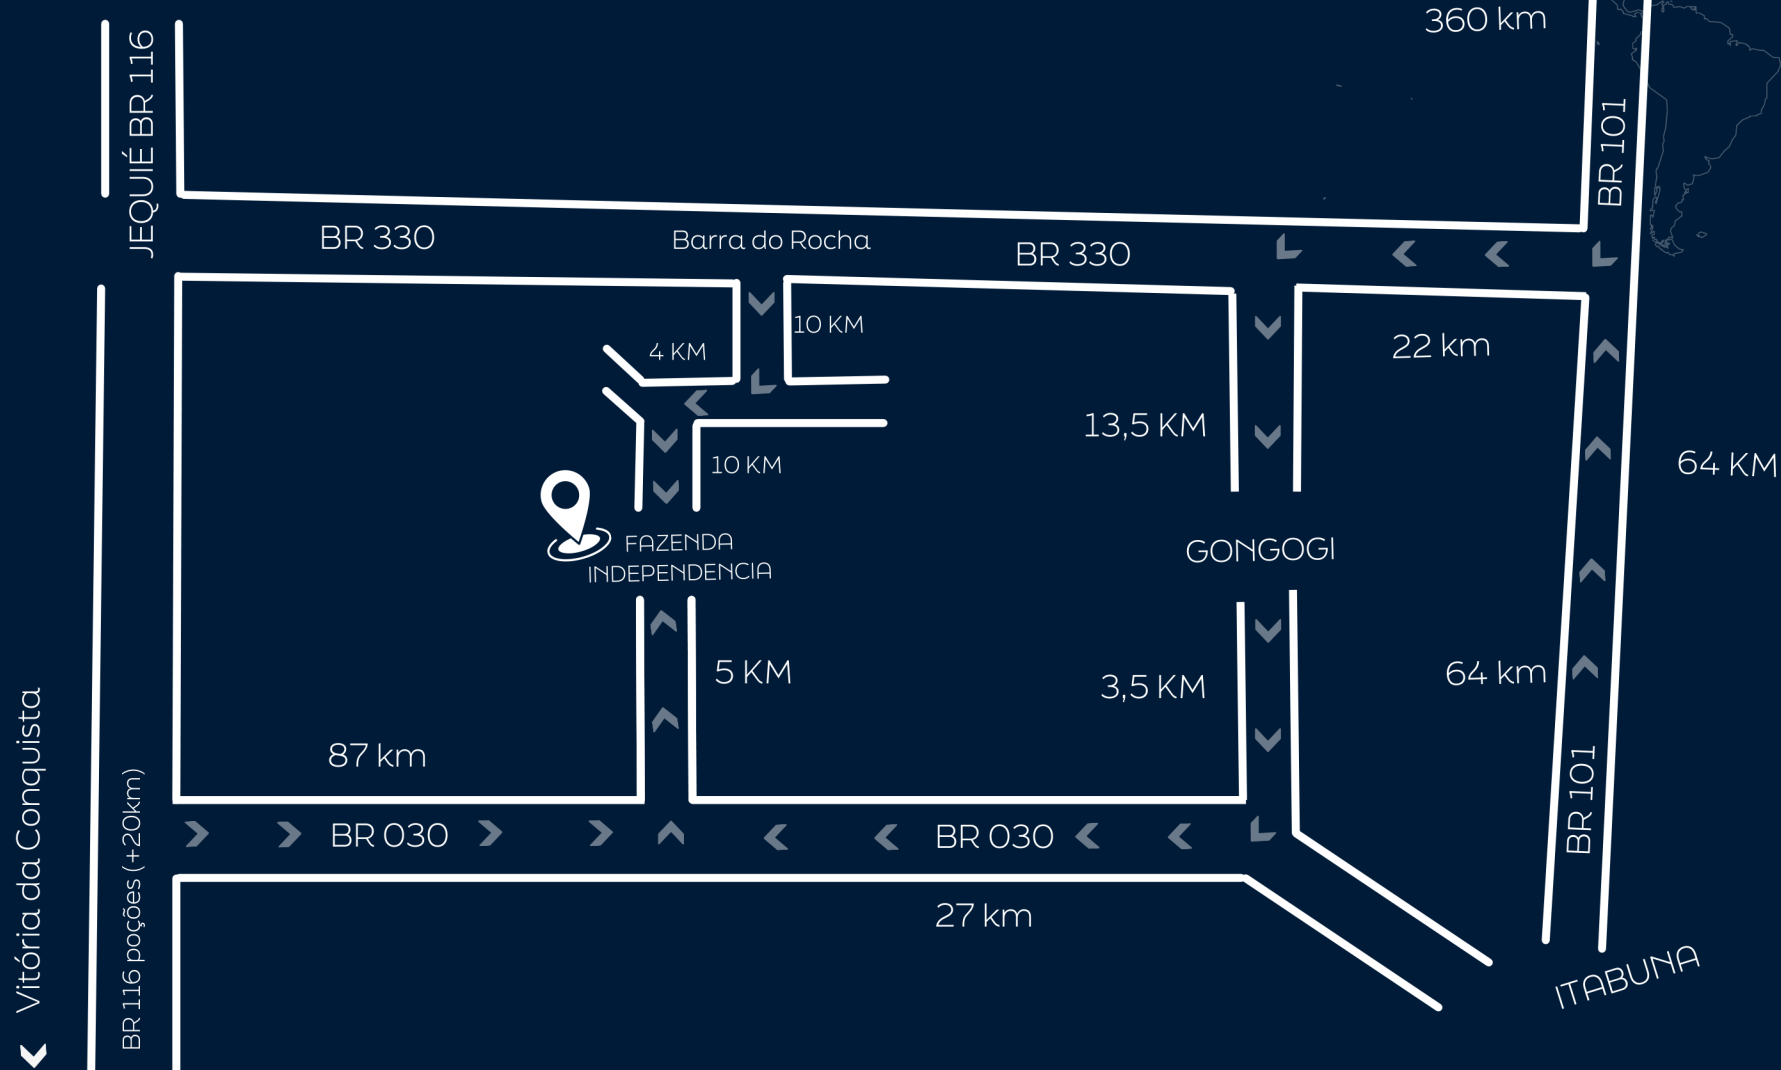 360 km
JEQUIÉ BR 116
BR 101
BR 330
Barra do Rocha
BR 330
10 KM
4 KM
22 km
13,5 KM
10 KM
64 KM
FAZENDA
INDEPENDENCIA
GONGOGI
5 KM
3,5 KM
64 km
87 km
BR 101
BR 030
BR 030
27 km
Vitória da Conquista
BR 116 poções (+20km)
ITABUNA